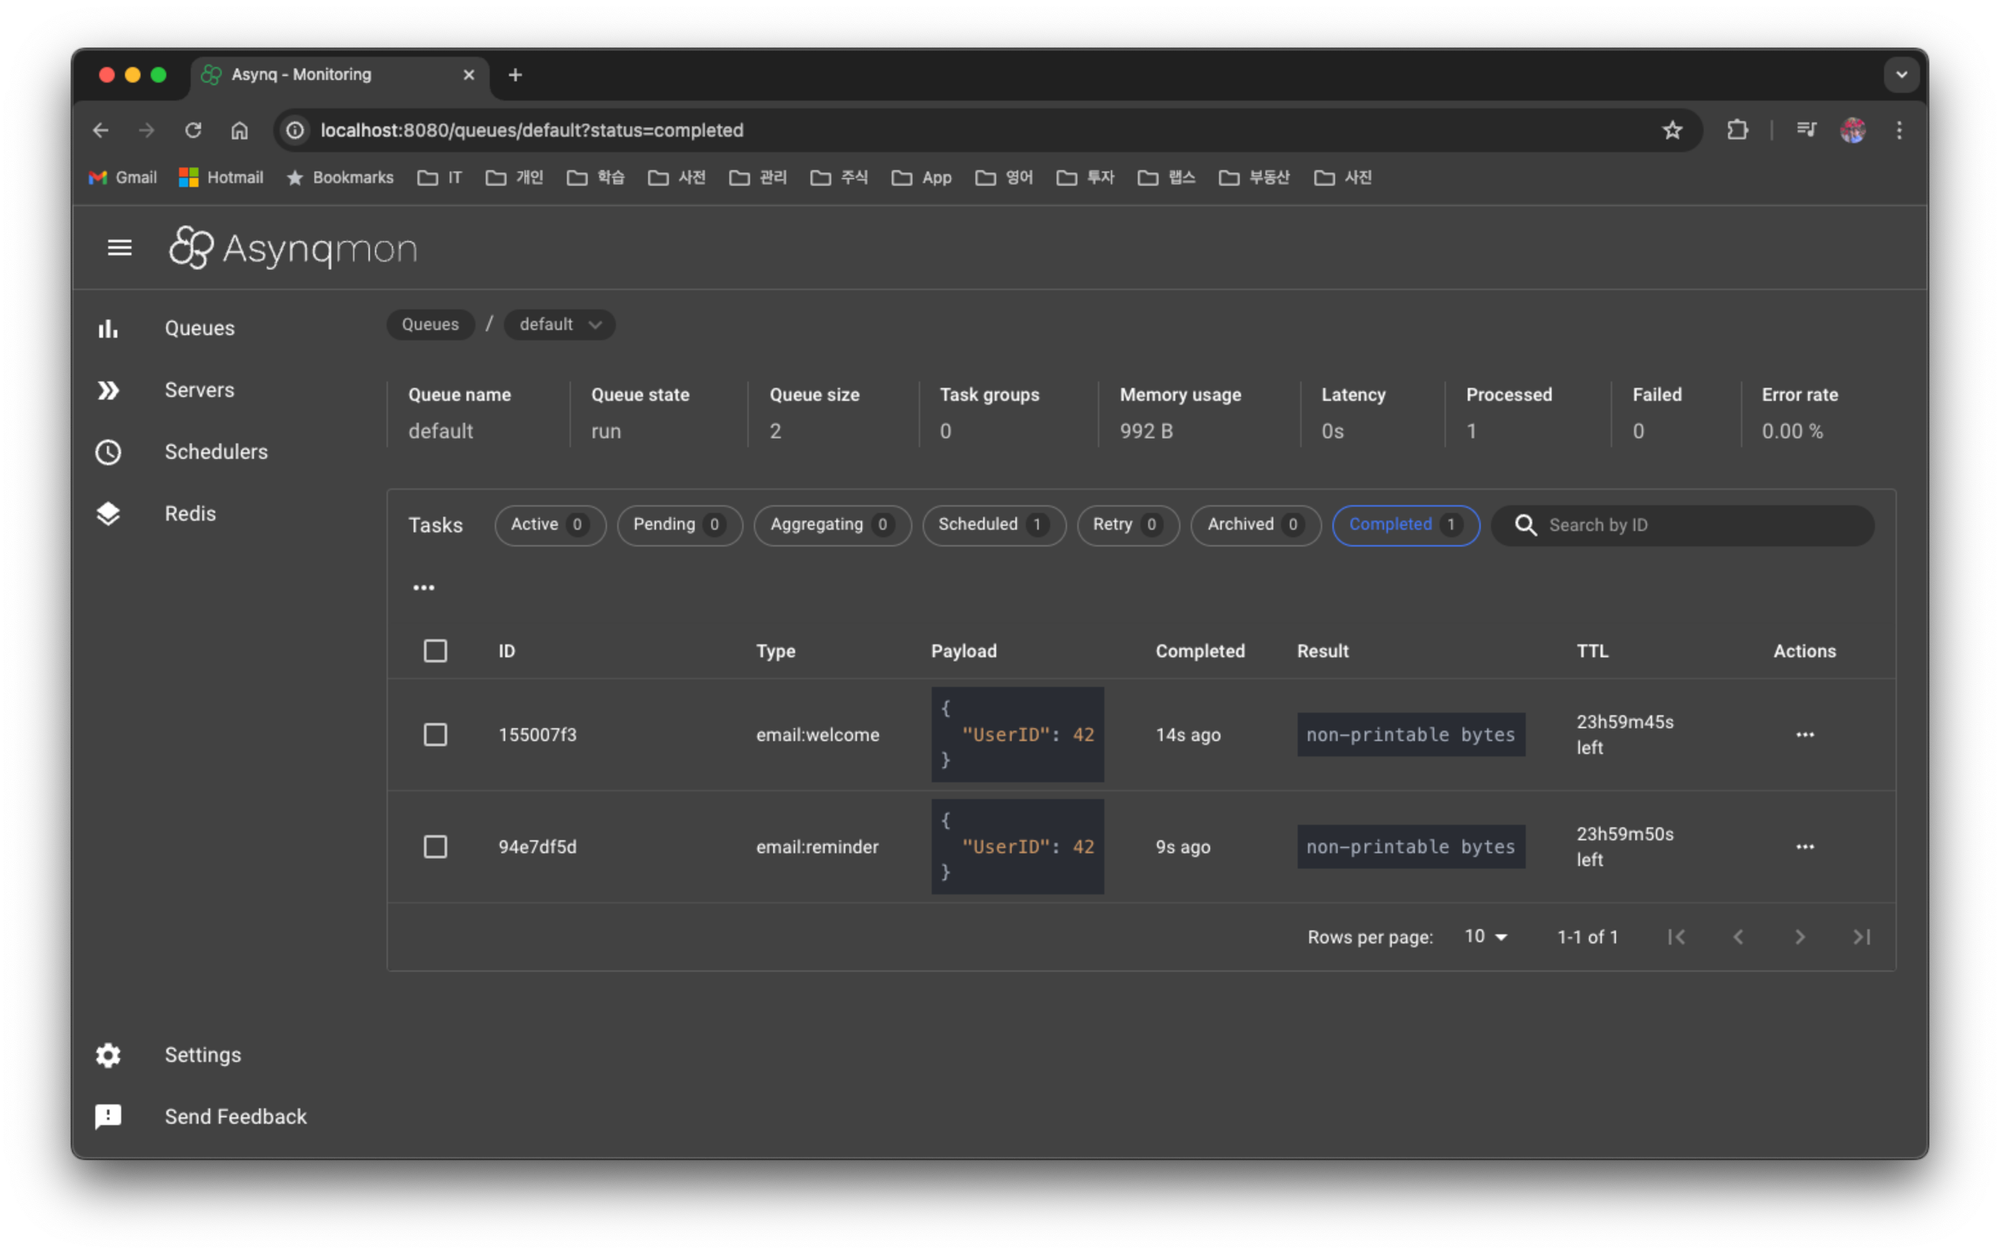 Asynq - Monitoring
localhost:8080/queues/default?status=completed
Gmail Hotmail Bookmarks IT 개인 학습 사전 관리 주식 App 영어 투자 랩스 부동산 사진
Asynqmon
Queues
Servers
Schedulers
Redis
Settings
Send Feedback
Queues / default
Queue name Queue state Queue size Task groups Memory usage Latency Processed Failed Error rate
default run 2 0 992 B 0s 1 0 0.00 %
Tasks Active 0 Pending 0 Aggregating 0 Scheduled 1 Retry 0 Archived 0 Completed 1 Search by ID
ID Type Payload Completed Result TTL Actions
{
155007f3 email:welcome "UserID": 42 14s ago non-printable bytes 23h59m45s left
}
{
94e7df5d email:reminder "UserID": 42 9s ago non-printable bytes 23h59m50s left
}
Rows per page: 10 1-1 of 1